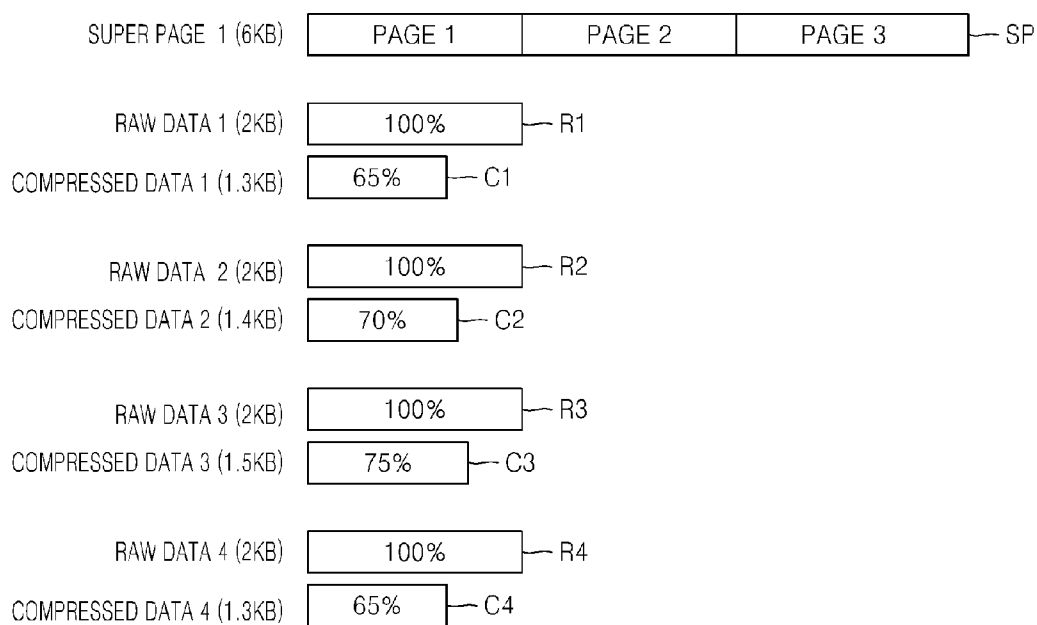 SUPER PAGE 1 (6KB) PAGE 1 PAGE 2 PAGE 3 SP
RAW DATA 1 (2KB) 100% R1
COMPRESSED DATA 1 (1.3KB) 65% C1
RAW DATA 2 (2KB) 100% R2
COMPRESSED DATA 2 (1.4KB) 70% C2
RAW DATA 3 (2KB) 100% R3
COMPRESSED DATA 3 (1.5KB) 75% C3
RAW DATA 4 (2KB) 100% R4
COMPRESSED DATA 4 (1.3KB) 65% C4